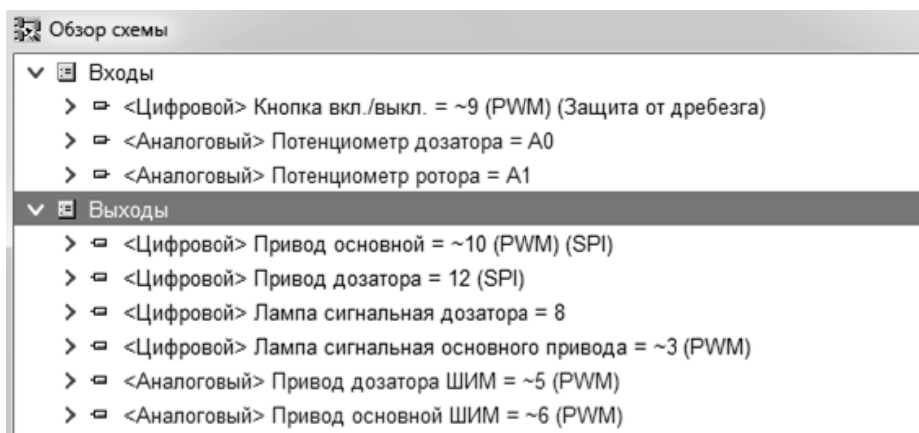 Обзор схемы
Входы
<Цифровой> Кнопка вкл./выкл. = ~9 (PWM) (Защита от дребезга)
<Аналоговый> Потенциометр дозатора = A0
<Аналоговый> Потенциометр ротора = A1
Выходы
<Цифровой> Привод основной = ~10 (PWM) (SPI)
<Цифровой> Привод дозатора = 12 (SPI)
<Цифровой> Лампа сигнальная дозатора = 8
<Цифровой> Лампа сигнальная основного привода = ~3 (PWM)
<Аналоговый> Привод дозатора ШИМ = ~5 (PWM)
<Аналоговый> Привод основной ШИМ = ~6 (PWM)